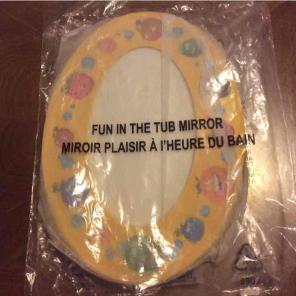 FUN IN THE TUB MIRROR
MIROIR PLAISIR À l'HEURE DU BAIN